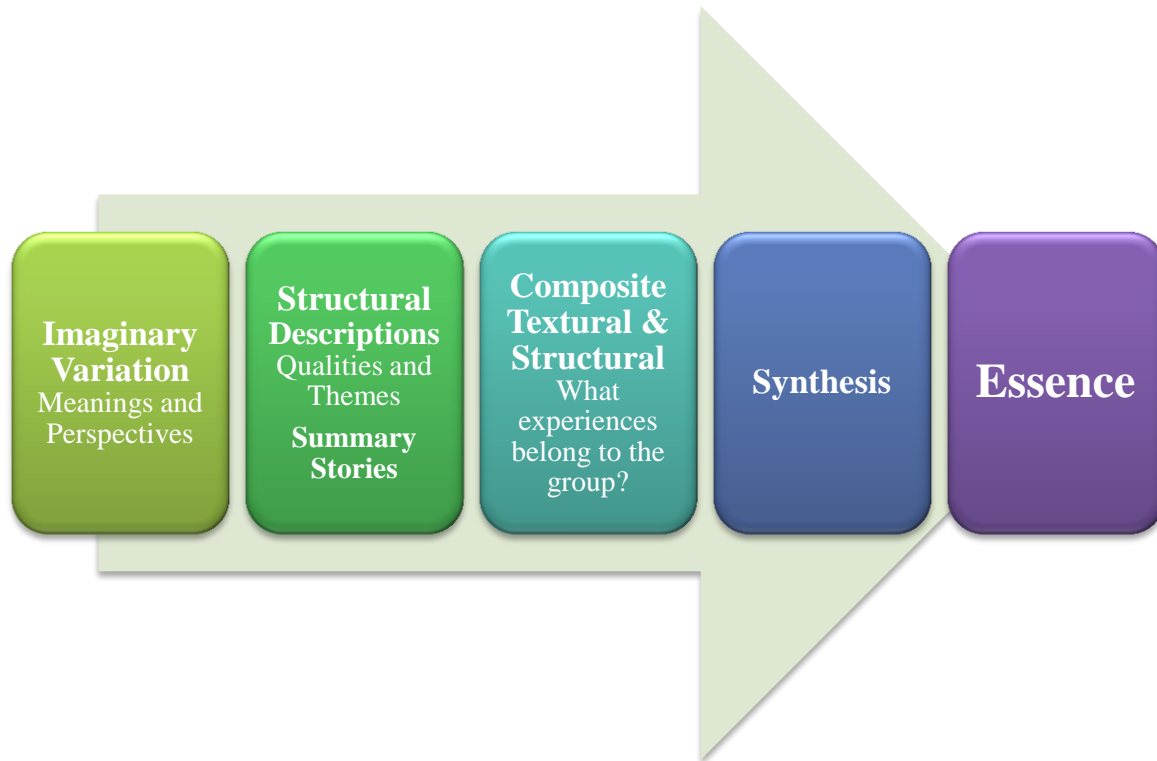 Imaginary
Variation
Meanings and
Perspectives
Structural
Descriptions
Qualities and
Themes
Summary
Stories
Composite
Textural &
Structural
What
experiences
belong to the
group?
Synthesis
Essence